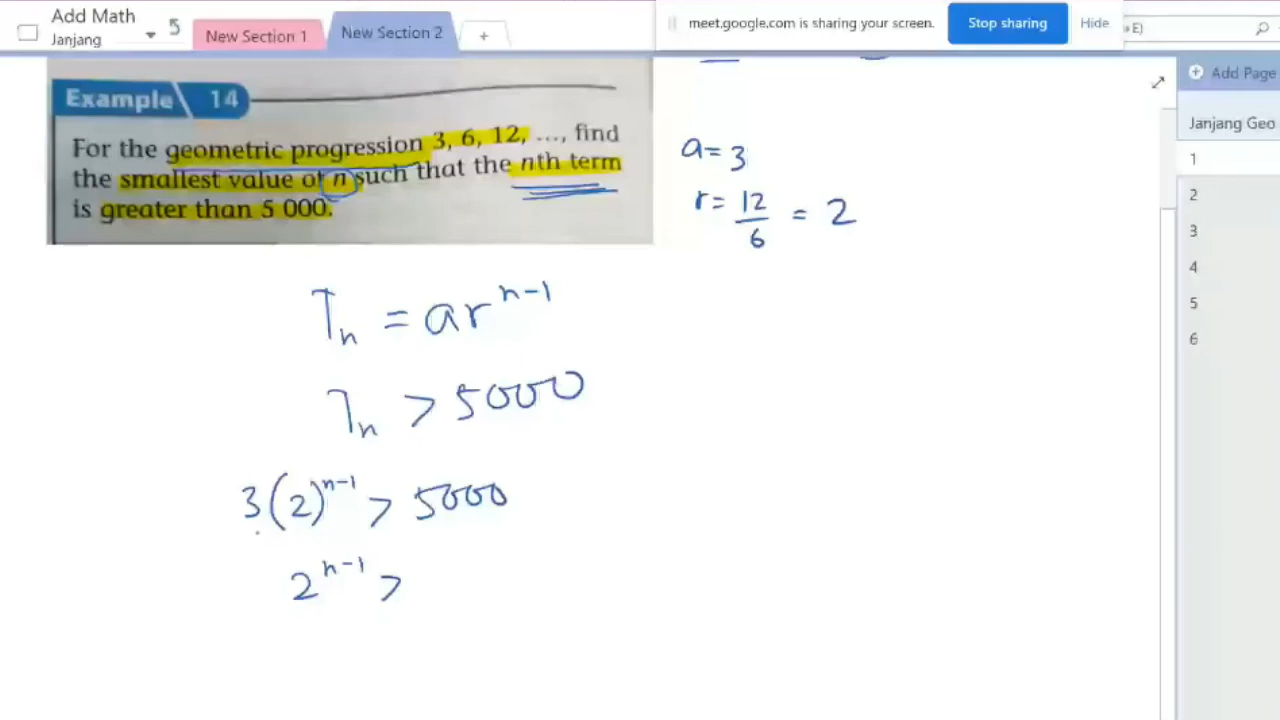 Add Math
Janjang
New Section 1
New Section 2
+
meet.google.com is sharing your screen.
Stop sharing
Hide
E)
Add Page
Janjang Geo
1
2
3
4
5
6
Example 14
For the geometric progression 3, 6, 12, ..., find
the smallest value of n such that the nth term
is greater than 5 000.
a = 3
r = 12/6 = 2
Tₙ = arⁿ⁻¹
Tₙ > 5000
3(2)ⁿ⁻¹ > 5000
2ⁿ⁻¹ >